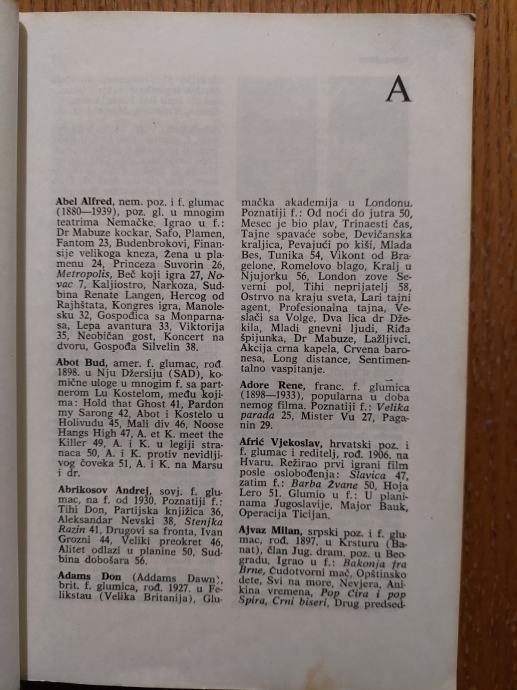 A
Abel Alfred, nem. poz. i f. glumac
(1880—1939), poz. gl. u mnogim
teatrima Nemačke. Igrao u f.:
Dr Mabuze kockar, Safo, Plamen,
Fantom 23, Budenbrokovi, Finan-
sije velikoga kneza, Žena u pla-
menu 24, Princeza Suvorin 26,
Metropolis, Beč koji igra 27, No-
vac 7, Kaljiostro, Narkoza, Sud-
bina Renate Langen, Hercog od
Rajhštata, Kongres igra, Manole-
sku 32, Gospođica sa Monparna-
sa, Lepa avantura 33, Viktorija
35, Neobičan gost, Koncert na
dvoru, Gospođa Silvelin 38.
Abot Bud, amer. f. glumac, rođ.
1898. u Nju Džersiju (SAD), ko-
mične uloge u mnogim f. sa part-
nerom Lu Kostelom, među koji-
ma: Hold that Ghost 41, Pardon
my Sarong 42, Abot i Kostelo u
Holivudu 45, Mali div 46, Noose
Hangs High 47, A. et K. meet the
Killer 49, A. i K. u legiji stra-
naca 50, A. i K. protiv nevidlji-
vog čoveka 51, A. i K. na Marsu
i dr.
Abrikosov Andrej, sovj. f. glu-
mac, na f. od 1930. Poznatiji f.:
Tihi Don, Partijska knjižica 36,
Aleksandar Nevski 38, Stenjka
Razin 41, Drugovi sa fronta, Ivan
Grozni 44, Veliki preokret 46,
Alitet odlazi u planine 50, Sud-
bina dobošara 56.
Adams Don (Addams Dawn),
brit. f. glumica, rođ. 1927. u Fe-
likstau (Velika Britanija), Glu-
mačka akademija u Londonu.
Poznatiji f.: Od noći do jutra 50,
Mesec je bio plav, Trinaesti čas,
Tajne spavaće sobe, Devičanska
kraljica, Pevajući po kiši, Mlada
Bes, Tunika 54, Vikont od Bra-
gelone, Romelovo blago, Kralj u
Njujorku 56, London zove Se-
verni pol, Tihi neprijatelj 58,
Ostrvo na kraju sveta, Lari tajni
agent, Profesionalna tajna, Ve-
slači sa Volge, Dva lica dr Dže-
kila, Mladi gnevni ljudi, Riđa
špijunka, Dr Mabuze, Lažljivci,
Akcija crna kapela, Crvena baro-
nesa, Long distance, Sentimen-
talno vaspitanje.
Adore Rene, franc. f. glumica
(1898—1933), popularna u doba
nemog filma. Poznatiji f.: Velika
parada 25, Mister Vu 27, Paga-
nin 29.
Afrić Vjekoslav, hrvatski poz. i
f. glumac i reditelj, rođ. 1906. na
Hvaru. Režirao prvi igrani film
posle oslobođenja: Slavica 47,
zatim f.: Barba Žvane 50, Hoja
Lero 51. Glumio u f.: U plani-
nama Jugoslavije, Major Bauk,
Operacija Ticijan.
Ajvaz Milan, srpski poz. i f. glu-
mac, rođ. 1897. u Krsturu (Ba-
nat), član Jug. dram. poz. u Beo-
gradu, Igrao u f.: Bakonja fra
Brne, Čudotvorni mač, Opštinsko
dete, Svi na more, Nevjera, Ani-
kina vremena, Pop Ćira i pop
Spira, Crni biseri, Drug predsed-